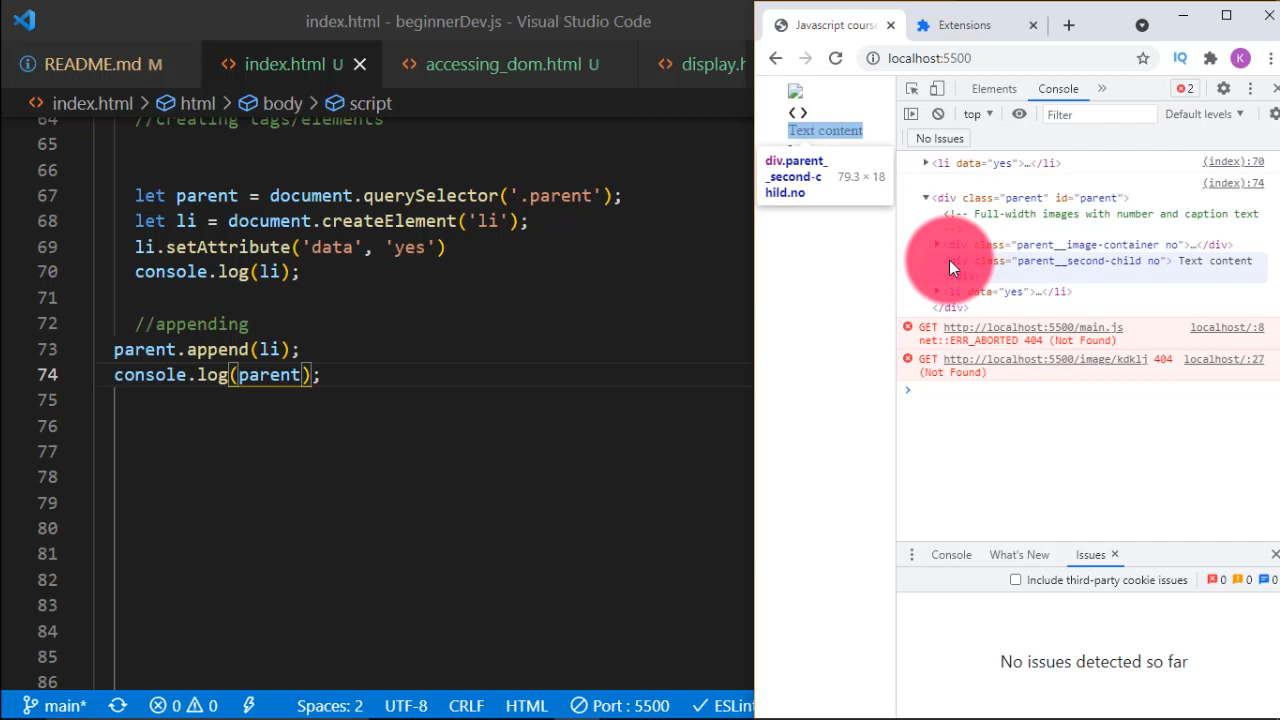 index.html - beginnerDev.js - Visual Studio Code
README.md M
index.html U
accessing_dom.html U
display.h
index.html > html > body > script
64 //creating tags/elements
65
66
67 let parent = document.querySelector('.parent');
68 let li = document.createElement('li');
69 li.setAttribute('data', 'yes')
70 console.log(li);
71
72 //appending
73 parent.append(li);
74 console.log(parent);
75
76
77
78
79
80
81
82
83
84
85
86
main* 0 0 Spaces: 2 UTF-8 CRLF HTML Port : 5500 ESLint
Javascript cours
Extensions
localhost:5500
IQ
K
Text content
div.parent_
_second-c
hild.no
79.3 × 18
Elements Console » 2
top Filter Default levels
No Issues
<li data="yes">…</li> (index):70
(index):74
<div class="parent" id="parent">
<!-- Full-width images with number and caption text
-->
<div class="parent__image-container no">…</div>
<div class="parent__second-child no"> Text content
</div>
<li data="yes">…</li>
</div>
GET http://localhost:5500/main.js localhost/:8
net::ERR_ABORTED 404 (Not Found)
GET http://localhost:5500/image/kdklj 404 localhost/:27
(Not Found)
Console What's New Issues
Include third-party cookie issues 0 0 0
No issues detected so far